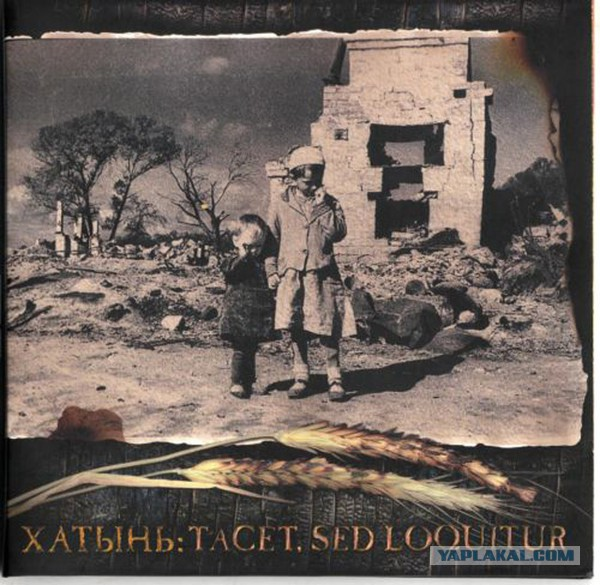 ХАТЫНЬ: TACET, SED LOQUITUR
YAPLAKAL.COM